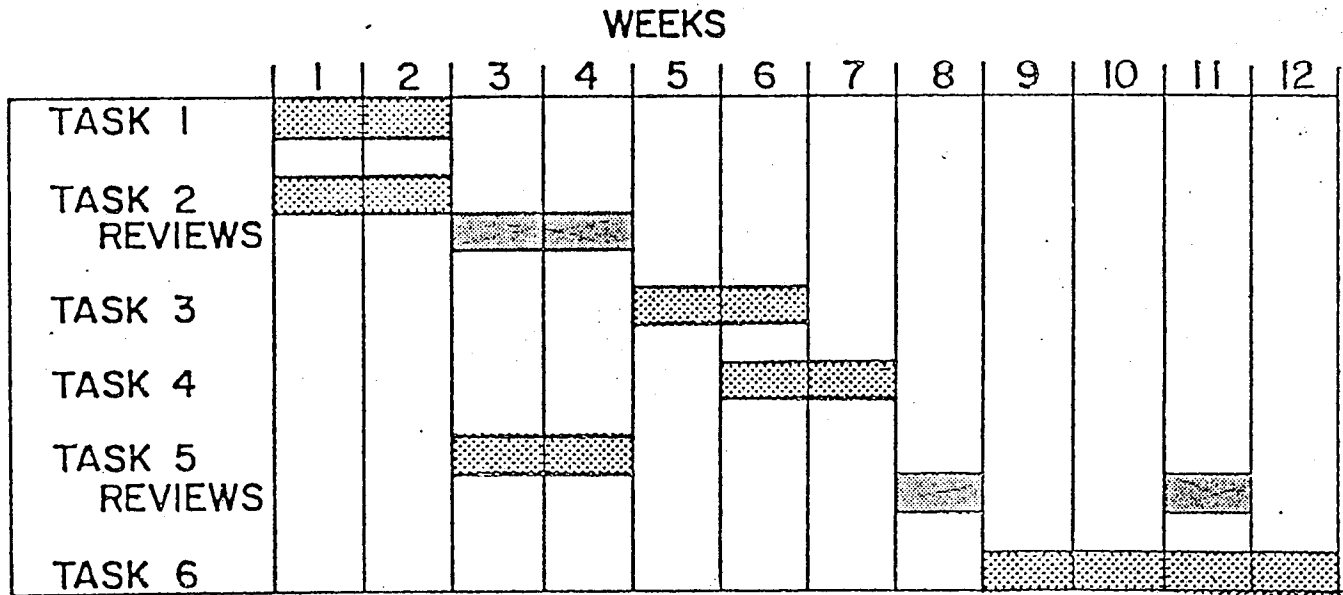 WEEKS
1 2 3 4 5 6 7 8 9 10 11 12
TASK 1
TASK 2
REVIEWS
TASK 3
TASK 4
TASK 5
REVIEWS
TASK 6